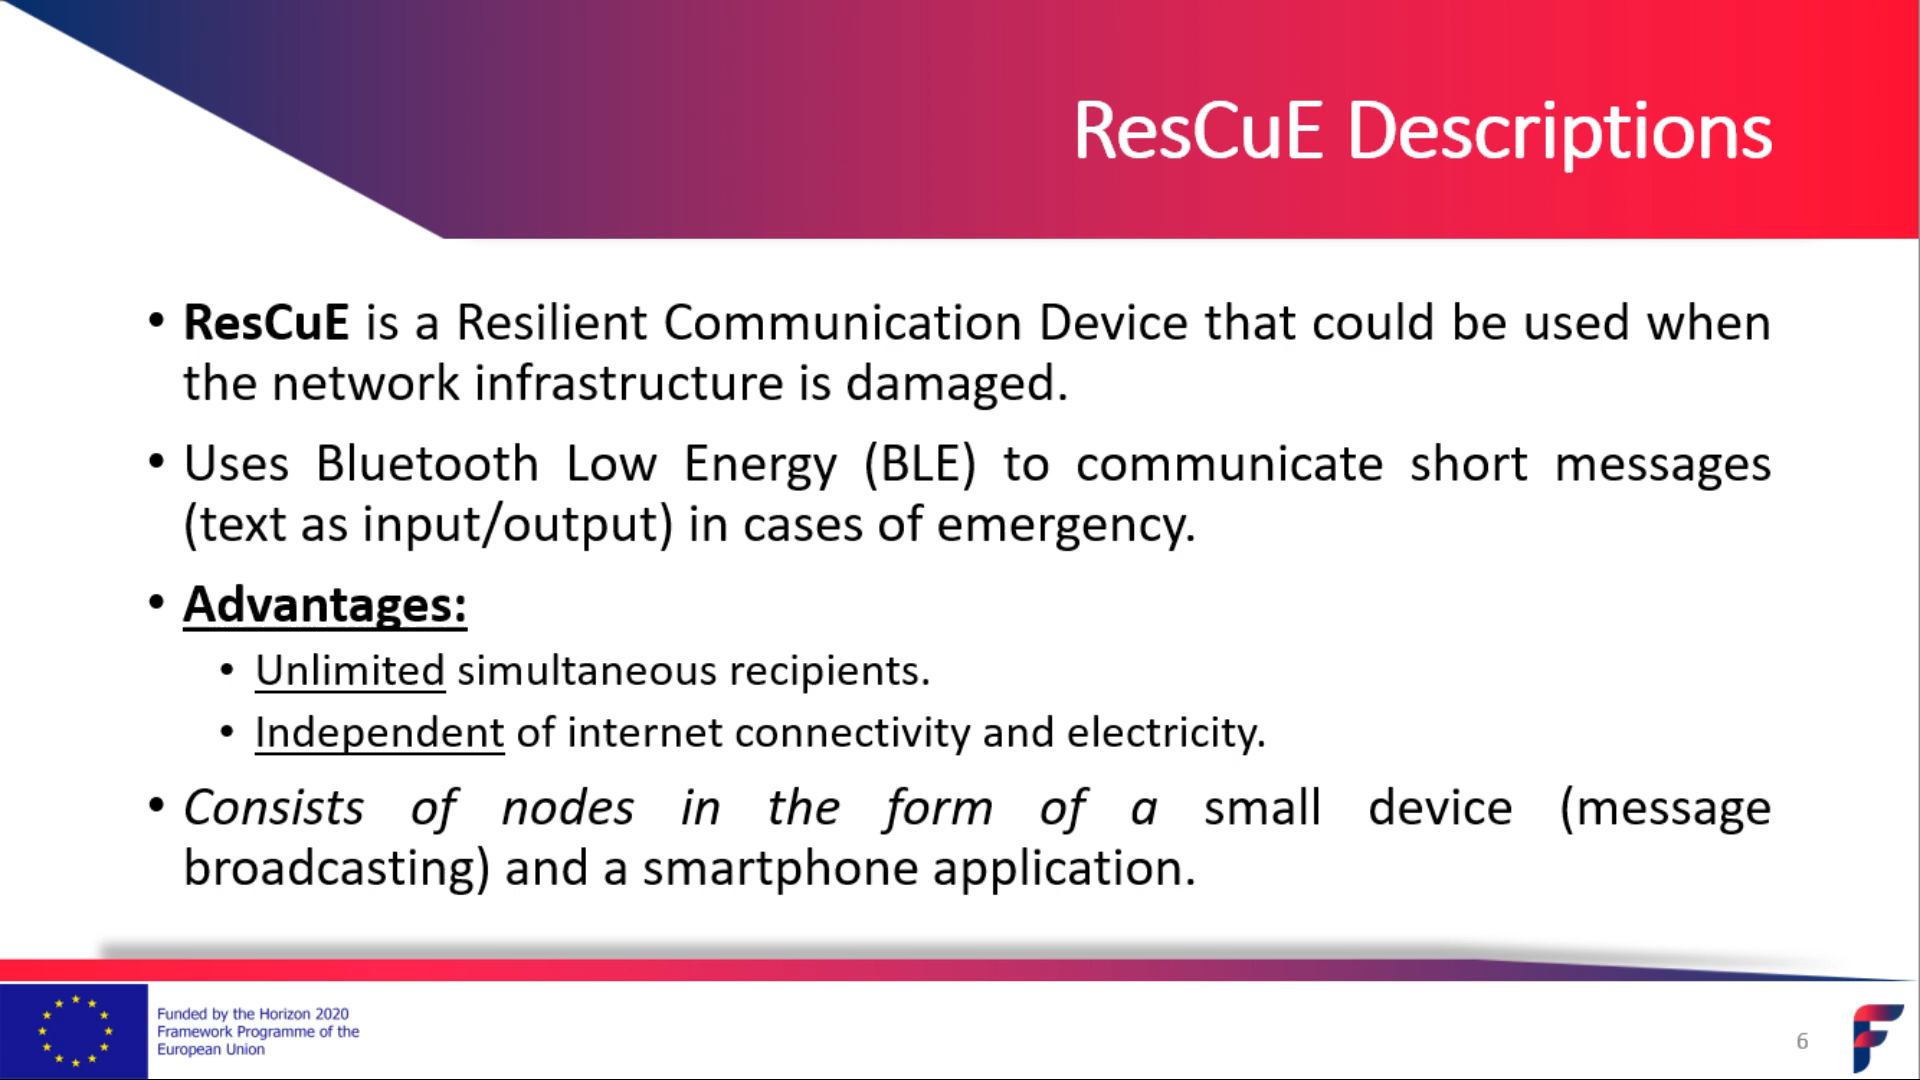 ResCuE Descriptions
• ResCuE is a Resilient Communication Device that could be used when
the network infrastructure is damaged.
• Uses Bluetooth Low Energy (BLE) to communicate short messages
(text as input/output) in cases of emergency.
• Advantages:
• Unlimited simultaneous recipients.
• Independent of internet connectivity and electricity.
• Consists of nodes in the form of a small device (message
broadcasting) and a smartphone application.
Funded by the Horizon 2020
Framework Programme of the
European Union
6
F